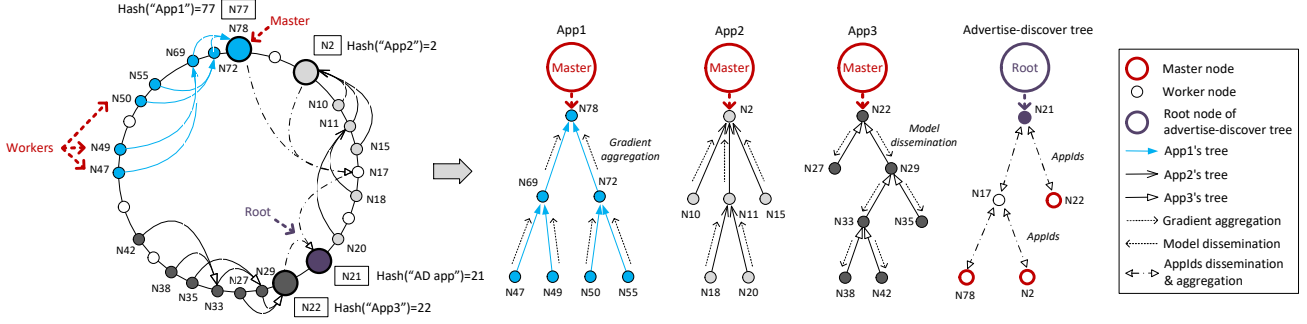 Hash("App1")=77
N77
N78
Master
N2
Hash("App2")=2
N69
N72
N55
N50
Workers
N49
N47
N42
N38
N35
N33
N27
N29
N10
N11
N15
N17
N18
N20
Root
N21
Hash("AD app")=21
N22
Hash("App3")=22
App1
Master
N78
Gradient
aggregation
N69
N72
N47
N49
N50
N55
App2
Master
N2
N10
N11
N15
N18
N20
App3
Master
N22
Model
dissemination
N27
N29
N33
N35
N38
N42
Advertise-discover tree
Root
N21
AppIds
N17
N22
AppIds
N78
N2
Master node
Worker node
Root node of
advertise-discover tree
App1's tree
App2's tree
App3's tree
Gradient aggregation
Model dissemination
AppIds dissemination
& aggregation